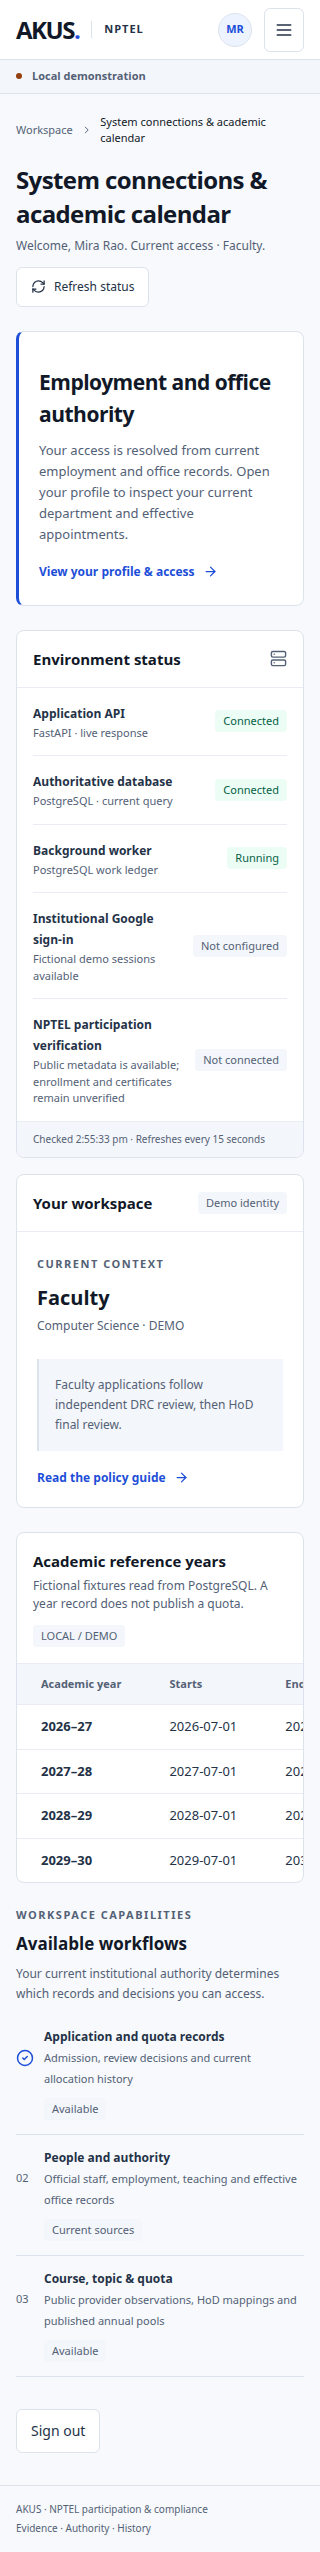 AKUS. NPTEL MR
Local demonstration
Workspace > System connections & academic
calendar
System connections &
academic calendar
Welcome, Mira Rao. Current access · Faculty.
Refresh status
Employment and office
authority
Your access is resolved from current
employment and office records. Open
your profile to inspect your current
department and effective
appointments.
View your profile & access →
Environment status
Application API
FastAPI · live response
Connected
Authoritative database
PostgreSQL · current query
Connected
Background worker
PostgreSQL work ledger
Running
Institutional Google
sign-in
Fictional demo sessions
available
Not configured
NPTEL participation
verification
Public metadata is available;
enrollment and certificates
remain unverified
Not connected
Checked 2:55:33 pm · Refreshes every 15 seconds
Your workspace Demo identity
CURRENT CONTEXT
Faculty
Computer Science · DEMO
Faculty applications follow
independent DRC review, then HoD
final review.
Read the policy guide →
Academic reference years
Fictional fixtures read from PostgreSQL. A
year record does not publish a quota.
LOCAL / DEMO
Academic year Starts
2026–27 2026-07-01
2027–28 2027-07-01
2028–29 2028-07-01
2029–30 2029-07-01
WORKSPACE CAPABILITIES
Available workflows
Your current institutional authority determines
which records and decisions you can access.
Application and quota records
Admission, review decisions and current
allocation history
Available
02 People and authority
Official staff, employment, teaching and effective
office records
Current sources
03 Course, topic & quota
Public provider observations, HoD mappings and
published annual pools
Available
Sign out
AKUS · NPTEL participation & compliance
Evidence · Authority · History